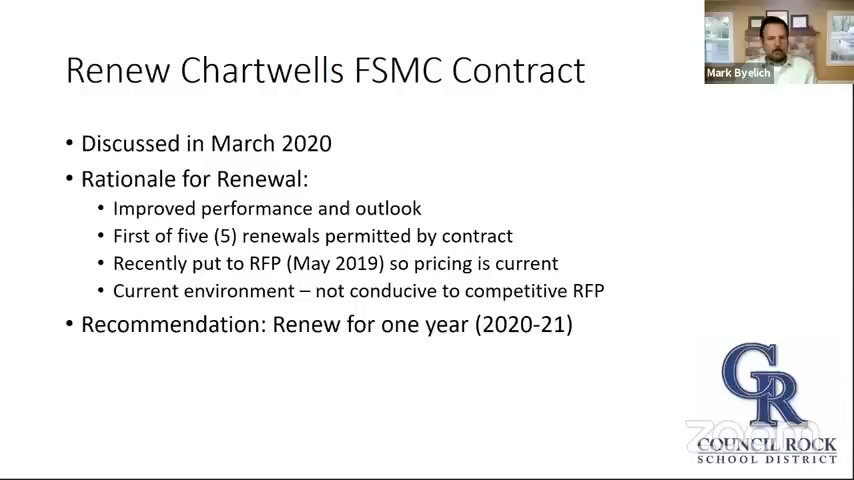 Renew Chartwells FSMC Contract
Mark Byelich
• Discussed in March 2020
• Rationale for Renewal:
• Improved performance and outlook
• First of five (5) renewals permitted by contract
• Recently put to RFP (May 2019) so pricing is current
• Current environment – not conducive to competitive RFP
• Recommendation: Renew for one year (2020-21)
CR
zoom
COUNCIL ROCK
SCHOOL DISTRICT